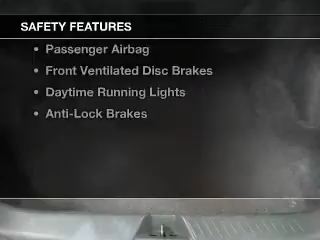 SAFETY FEATURES
• Passenger Airbag
• Front Ventilated Disc Brakes
• Daytime Running Lights
• Anti-Lock Brakes